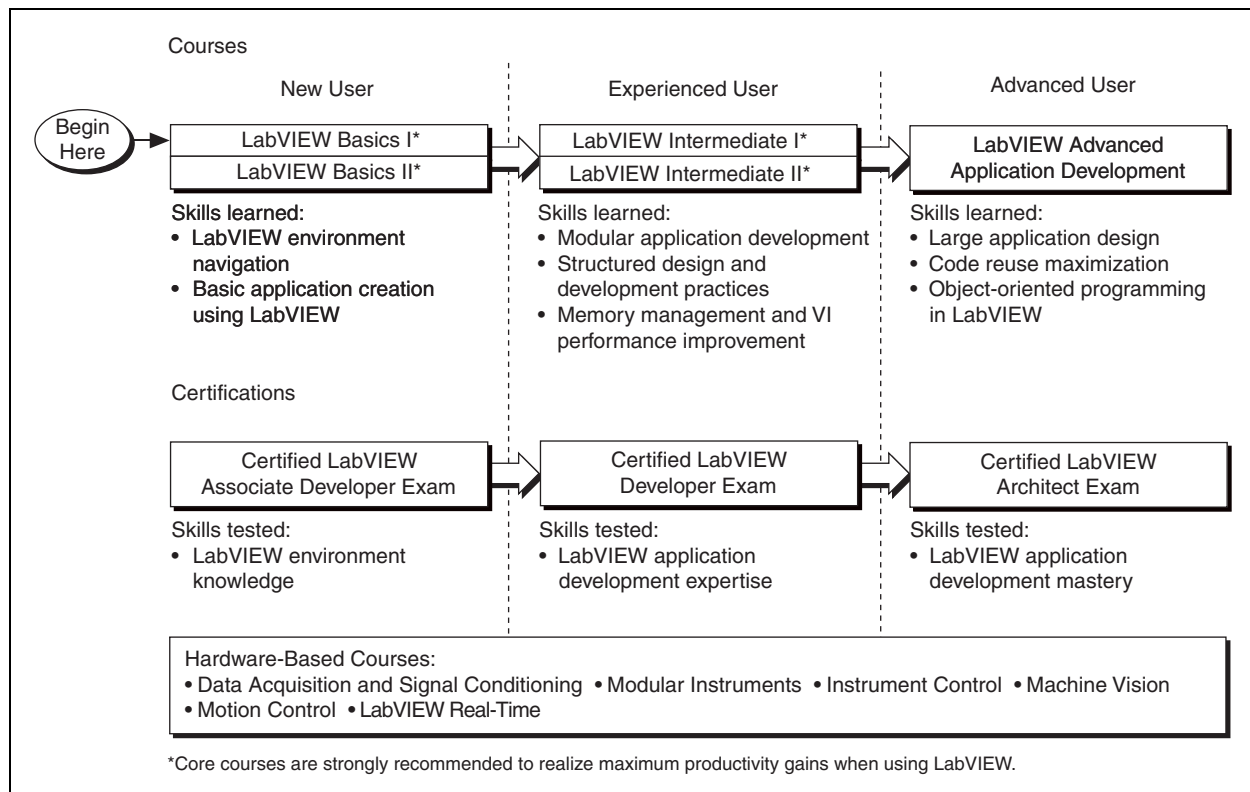 Courses
New User
Experienced User
Advanced User
Begin
Here
LabVIEW Basics I*
LabVIEW Basics II*
LabVIEW Intermediate I*
LabVIEW Intermediate II*
LabVIEW Advanced
Application Development
Skills learned:
• LabVIEW environment
navigation
• Basic application creation
using LabVIEW
Skills learned:
• Modular application development
• Structured design and
development practices
• Memory management and VI
performance improvement
Skills learned:
• Large application design
• Code reuse maximization
• Object-oriented programming
in LabVIEW
Certifications
Certified LabVIEW
Associate Developer Exam
Certified LabVIEW
Developer Exam
Certified LabVIEW
Architect Exam
Skills tested:
• LabVIEW environment
knowledge
Skills tested:
• LabVIEW application
development expertise
Skills tested:
• LabVIEW application
development mastery
Hardware-Based Courses:
• Data Acquisition and Signal Conditioning • Modular Instruments • Instrument Control • Machine Vision
• Motion Control • LabVIEW Real-Time
*Core courses are strongly recommended to realize maximum productivity gains when using LabVIEW.